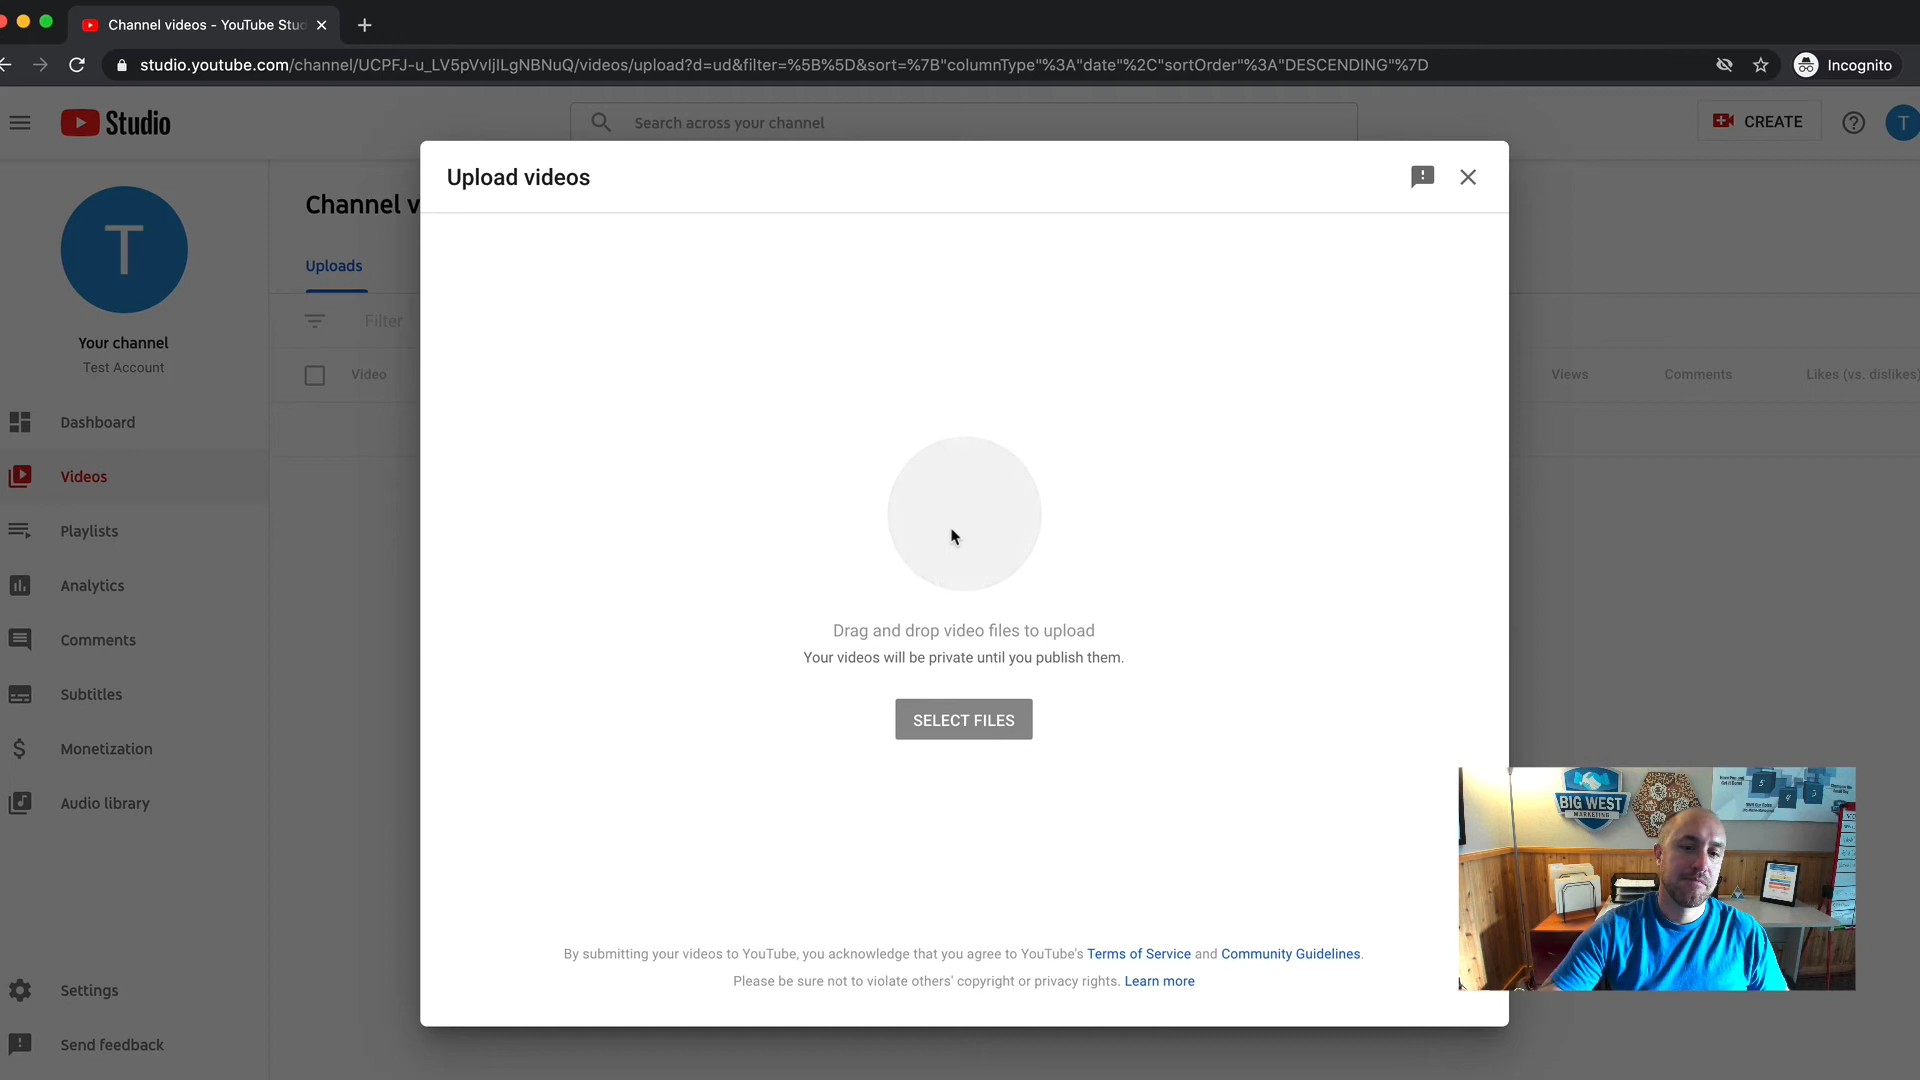 Channel videos - YouTube Stu
studio.youtube.com/channel/UCPFJ-u_LV5pVvIjILgNBNuQ/videos/upload?d=ud&filter=%5B%5D&sort=%7B"columnType"%3A"date"%2C"sortOrder"%3A"DESCENDING"%7D
Incognito
Studio
Search across your channel
CREATE
T
Upload videos
T
Channel v
Uploads
Filter
Your channel
Test Account
Video
Views
Comments
Likes (vs. dislikes)
Dashboard
Videos
Playlists
Analytics
Comments
Subtitles
Monetization
Audio library
Settings
Send feedback
Drag and drop video files to upload
Your videos will be private until you publish them.
SELECT FILES
By submitting your videos to YouTube, you acknowledge that you agree to YouTube's Terms of Service and Community Guidelines.
Please be sure not to violate others' copyright or privacy rights. Learn more
BIG WEST
MARKETING
5
4
3